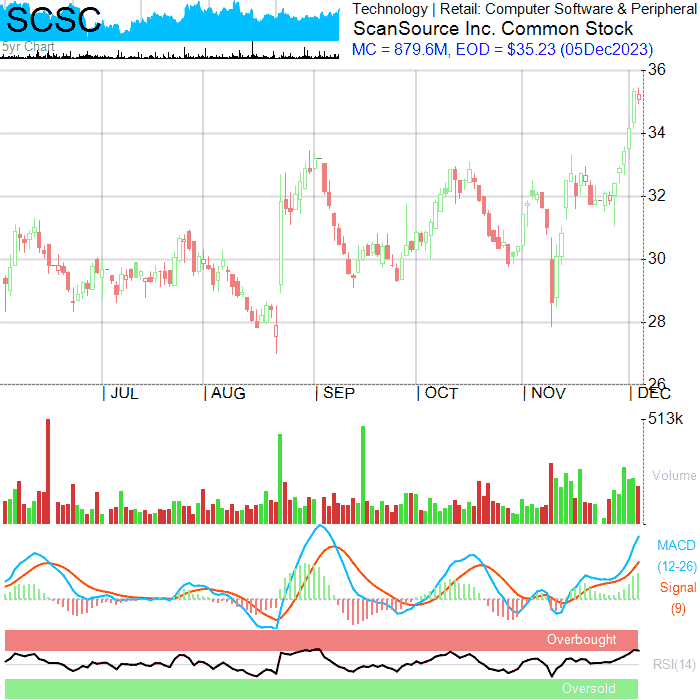 SCSC
Technology | Retail: Computer Software & Peripheral
ScanSource Inc. Common Stock
MC = 879.6M, EOD = $35.23 (05Dec2023)
5yr Chart
36
34
32
30
28
26
| JUL | AUG | SEP | OCT | NOV | DEC
513k
Volume
MACD
(12-26)
Signal
(9)
Overbought
RSI(14)
Oversold